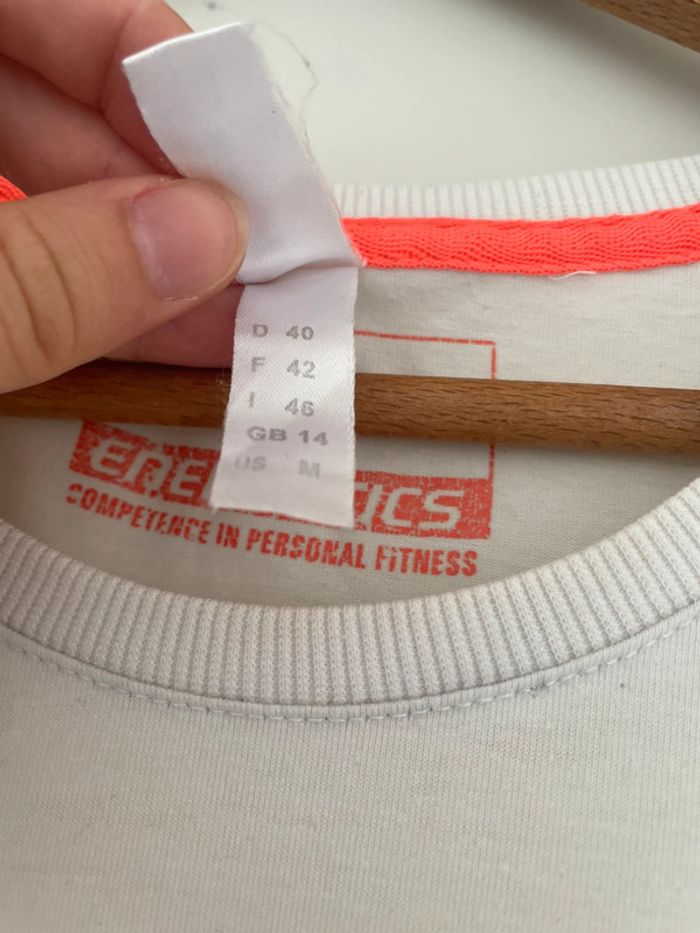 D 40
F 42
I 46
GB 14
US M
COMPETENCE IN PERSONAL FITNESS